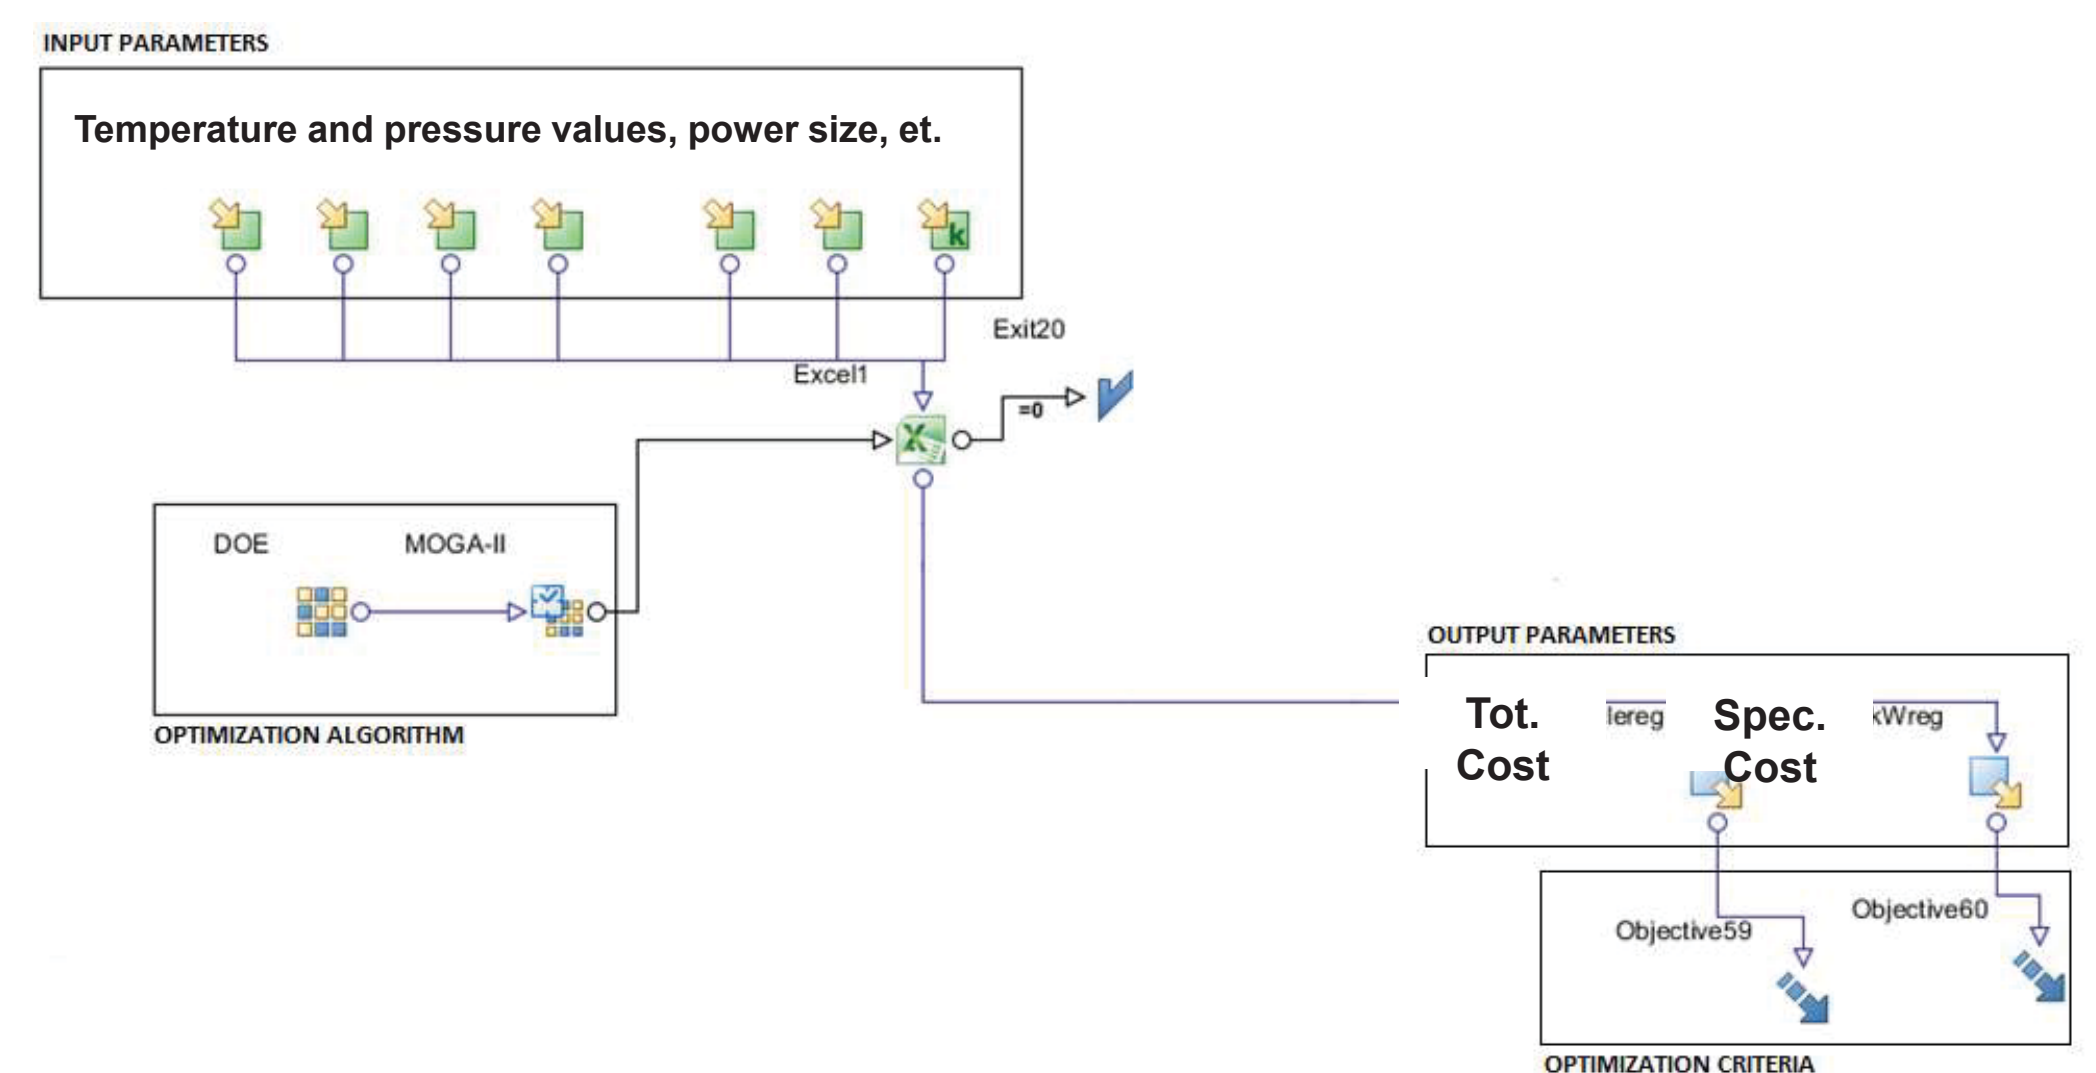 INPUT PARAMETERS
Temperature and pressure values, power size, et.
k
Exit20
Excel1
=0
X
DOE
MOGA-II
OPTIMIZATION ALGORITHM
OUTPUT PARAMETERS
Tot.
Cost
lereg
Spec.
Cost
kWreg
Objective59
Objective60
OPTIMIZATION CRITERIA